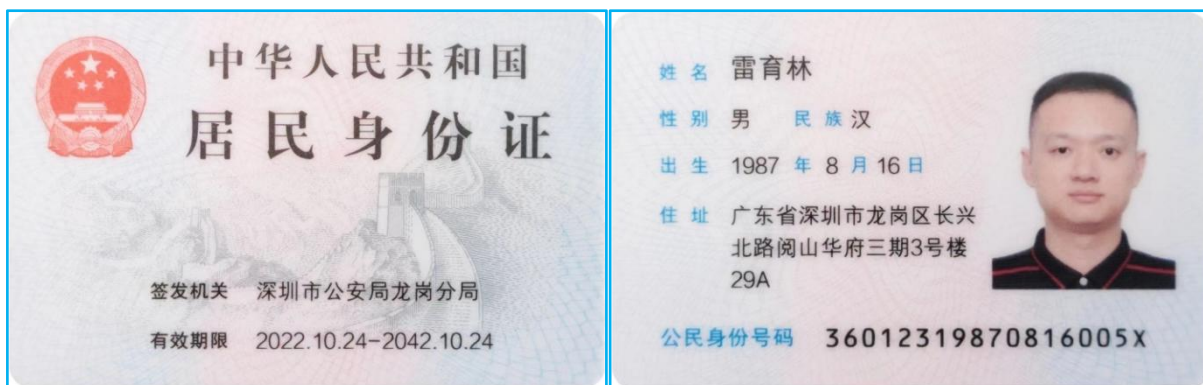 中华人民共和国
居民身份证
签发机关 深圳市公安局龙岗分局
有效期限 2022.10.24-2042.10.24
姓名 雷育林
性别 男 民族 汉
出生 1987 年 8 月 16 日
住址 广东省深圳市龙岗区长兴
北路阅山华府三期3号楼
29A
公民身份号码 36012319870816005X